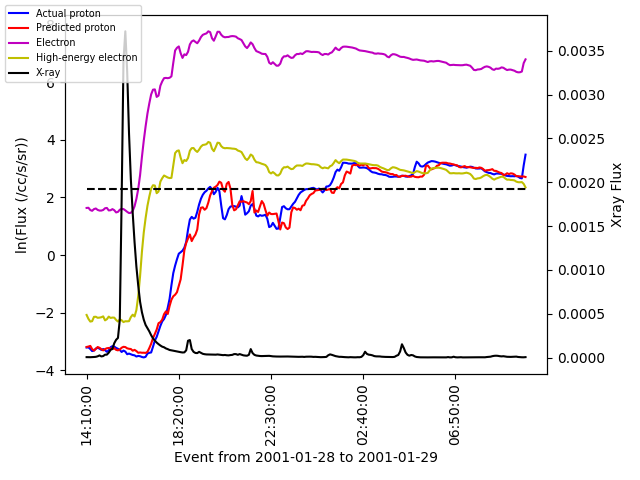 Actual proton
Predicted proton
Electron
High-energy electron
X-ray
6
4
2
0
−2
−4
ln(Flux (/cc/s/sr))
0.0035
0.0030
0.0025
0.0020
0.0015
0.0010
0.0005
0.0000
Xray Flux
14:10:00
18:20:00
22:30:00
02:40:00
06:50:00
Event from 2001-01-28 to 2001-01-29